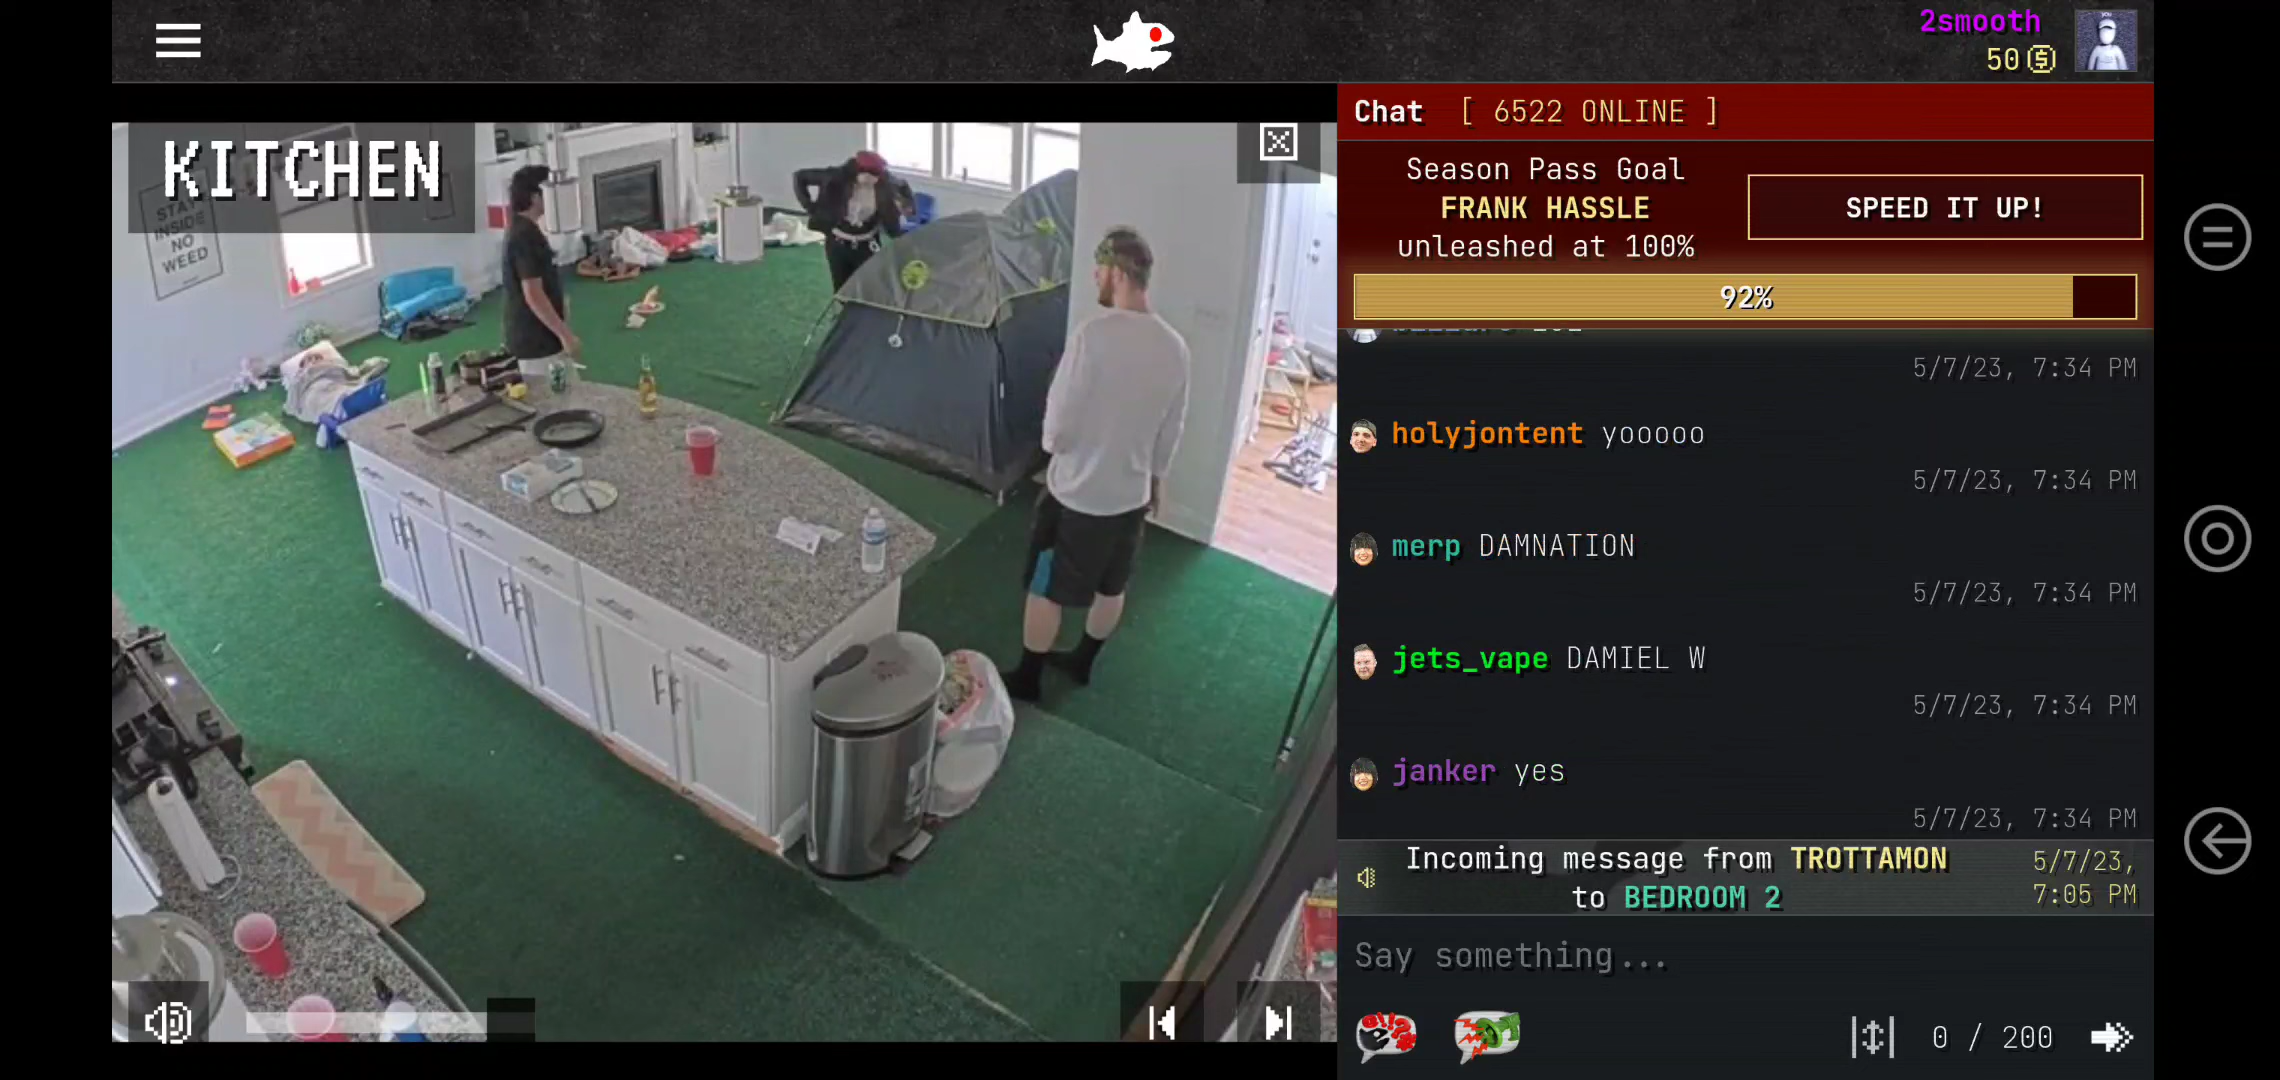 2smooth
50
KITCHEN
STAY
INSIDE
NO
WEED
Chat [ 6522 ONLINE ]
Season Pass Goal
FRANK HASSLE
unleashed at 100%
SPEED IT UP!
92%
5/7/23, 7:34 PM
holyjontent yooooo
5/7/23, 7:34 PM
merp DAMNATION
5/7/23, 7:34 PM
jets_vape DAMIEL W
5/7/23, 7:34 PM
janker yes
5/7/23, 7:34 PM
Incoming message from TROTTAMON
to BEDROOM 2
5/7/23,
7:05 PM
Say something...
0 / 200